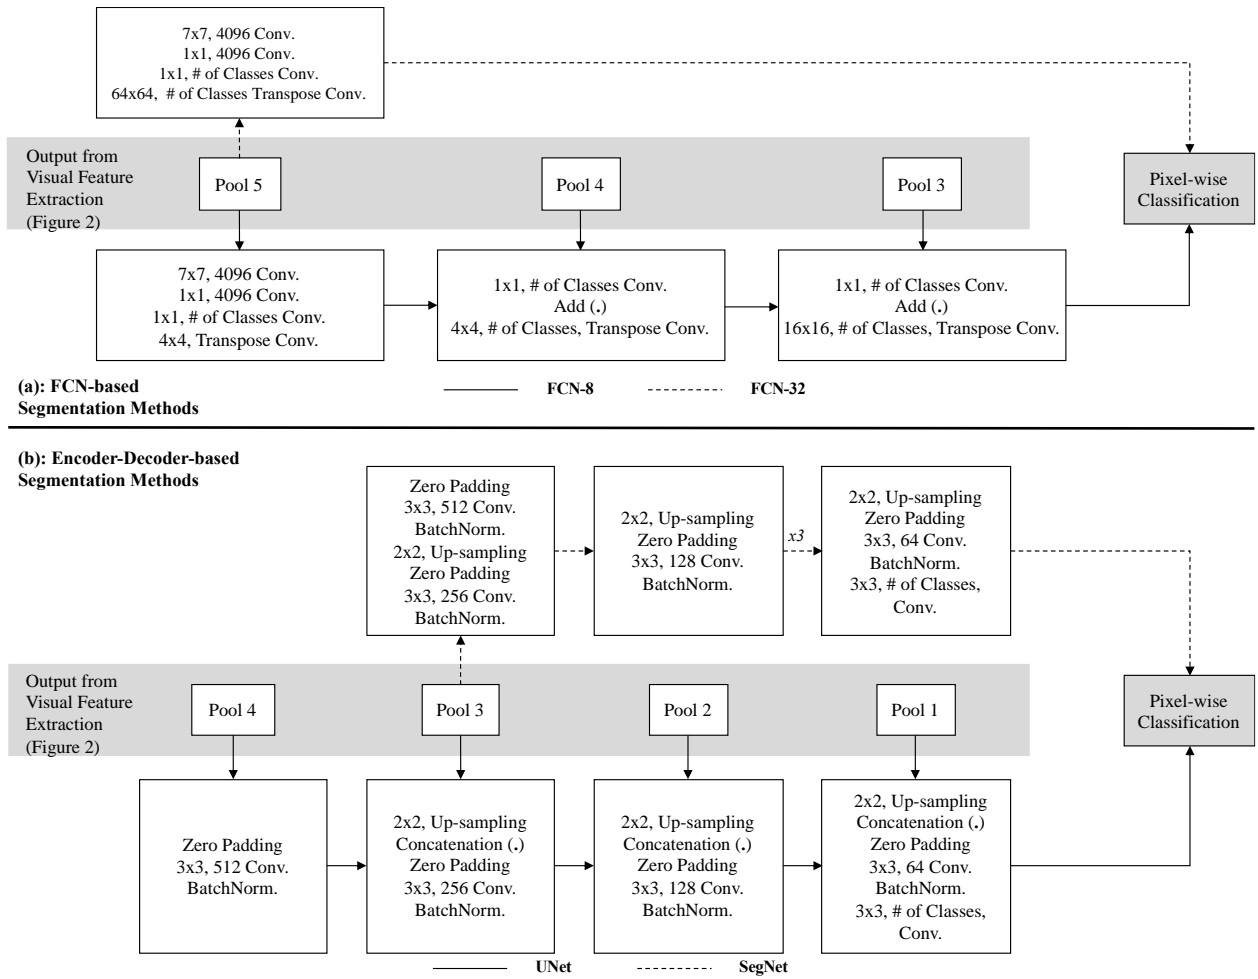 7x7, 4096 Conv.
1x1, 4096 Conv.
1x1, # of Classes Conv.
64x64, # of Classes Transpose Conv.
Output from
Visual Feature
Extraction
(Figure 2)
Pool 5
Pool 4
Pool 3
Pixel-wise
Classification
7x7, 4096 Conv.
1x1, 4096 Conv.
1x1, # of Classes Conv.
4x4, Transpose Conv.
1x1, # of Classes Conv.
Add (.)
4x4, # of Classes, Transpose Conv.
1x1, # of Classes Conv.
Add (.)
16x16, # of Classes, Transpose Conv.
(a): FCN-based
Segmentation Methods
FCN-8
FCN-32
(b): Encoder-Decoder-based
Segmentation Methods
Zero Padding
3x3, 512 Conv.
BatchNorm.
2x2, Up-sampling
Zero Padding
3x3, 256 Conv.
BatchNorm.
2x2, Up-sampling
Zero Padding
3x3, 128 Conv.
BatchNorm.
x3
2x2, Up-sampling
Zero Padding
3x3, 64 Conv.
BatchNorm.
3x3, # of Classes,
Conv.
Output from
Visual Feature
Extraction
(Figure 2)
Pool 4
Pool 3
Pool 2
Pool 1
Pixel-wise
Classification
Zero Padding
3x3, 512 Conv.
BatchNorm.
2x2, Up-sampling
Concatenation (.)
Zero Padding
3x3, 256 Conv.
BatchNorm.
2x2, Up-sampling
Concatenation (.)
Zero Padding
3x3, 128 Conv.
BatchNorm.
2x2, Up-sampling
Concatenation (.)
Zero Padding
3x3, 64 Conv.
BatchNorm.
3x3, # of Classes,
Conv.
UNet
SegNet